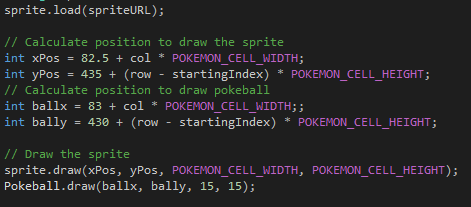 sprite.load(spriteURL);
// Calculate position to draw the sprite
int xPos = 82.5 + col * POKEMON_CELL_WIDTH;
int yPos = 435 + (row - startingIndex) * POKEMON_CELL_HEIGHT;
// Calculate position to draw pokeball
int ballx = 83 + col * POKEMON_CELL_WIDTH;;
int bally = 430 + (row - startingIndex) * POKEMON_CELL_HEIGHT;
// Draw the sprite
sprite.draw(xPos, yPos, POKEMON_CELL_WIDTH, POKEMON_CELL_HEIGHT);
Pokeball.draw(ballx, bally, 15, 15);